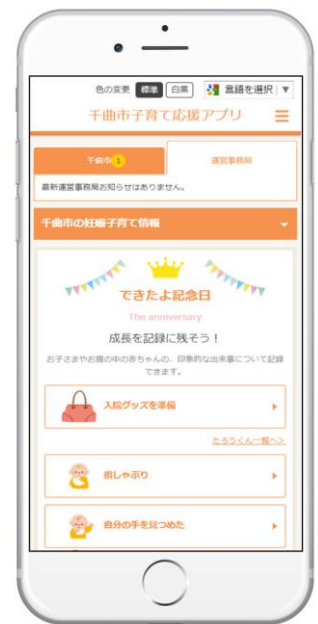 色の変更 標準 白黒 言語を選択 ▼
千曲市子育て応援アプリ
千曲市 1 運営事務局
最新運営事務局お知らせはありません。
千曲市の妊娠子育て情報
できたよ記念日
The anniversary
成長を記録に残そう！
お子さまやお腹の中の赤ちゃんの、印象的な出来事について記録
できます。
入院グッズを準備
たろうくん一覧へ>
指しゃぶり
自分の手を見つめた